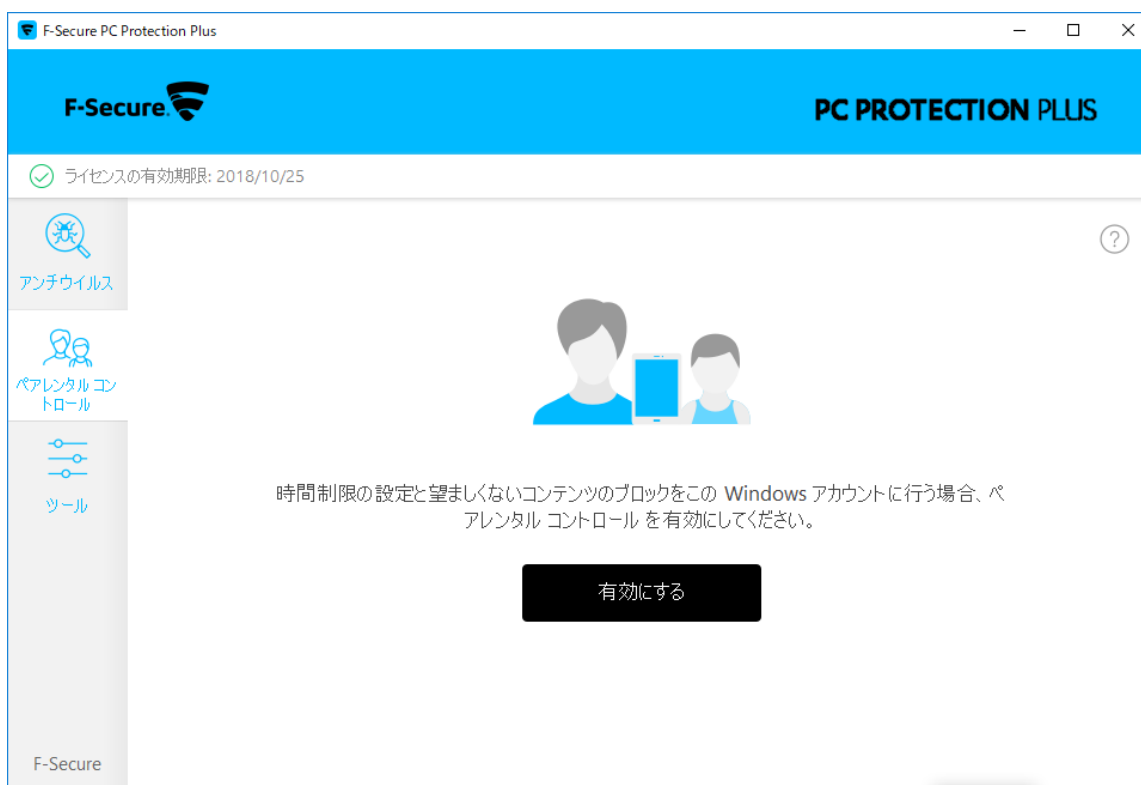 F-Secure PC Protection Plus
F-Secure.
PC PROTECTION PLUS
ライセンスの有効期限: 2018/10/25
アンチウイルス
ペアレンタル コン
トロール
ツール
時間制限の設定と望ましくないコンテンツのブロックをこの Windows アカウントに行う場合、ペ
アレンタル コントロール を有効にしてください。
有効にする
F-Secure